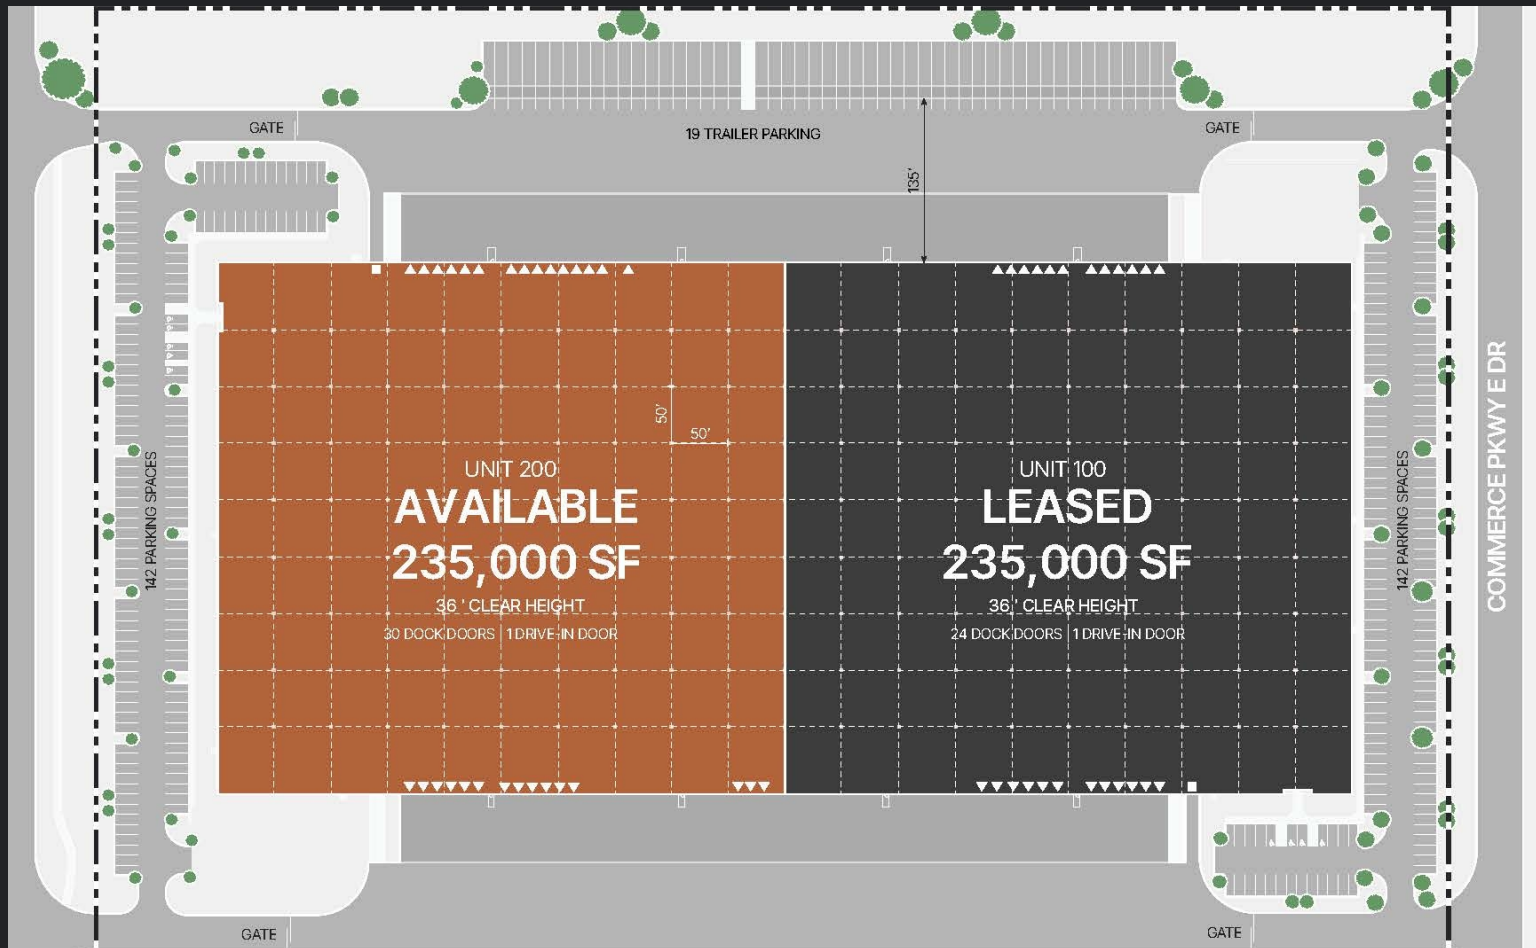 GATE
GATE
19 TRAILER PARKING
135'
50'
50'
UNIT 200
AVAILABLE
235,000 SF
36 ' CLEAR HEIGHT
30 DOCK DOORS | 1 DRIVE-IN DOOR
UNIT 100
LEASED
235,000 SF
36 ' CLEAR HEIGHT
24 DOCK DOORS | 1 DRIVE-IN DOOR
142 PARKING SPACES
142 PARKING SPACES
COMMERCE PKWY E DR
GATE
GATE